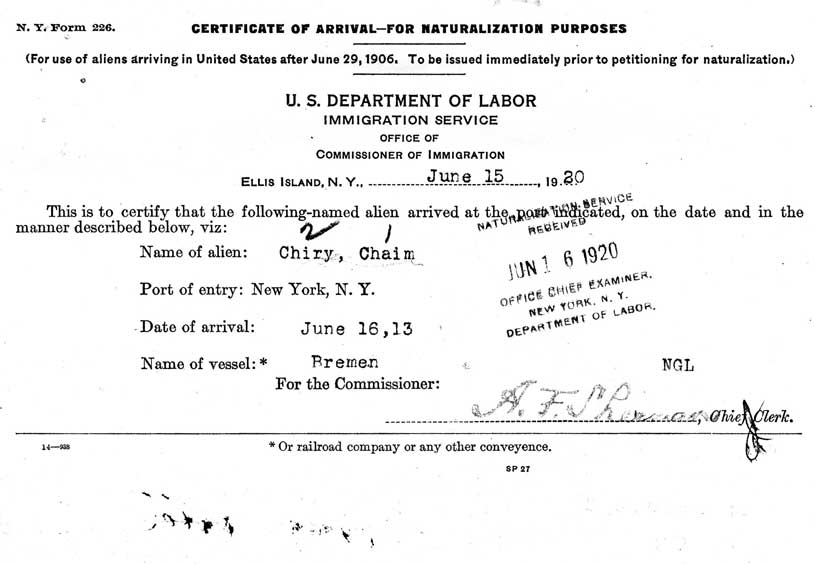 N. Y. Form 226. CERTIFICATE OF ARRIVAL—FOR NATURALIZATION PURPOSES
(For use of aliens arriving in United States after June 29, 1906. To be issued immediately prior to petitioning for naturalization.)
U. S. DEPARTMENT OF LABOR
IMMIGRATION SERVICE
OFFICE OF
COMMISSIONER OF IMMIGRATION
ELLIS ISLAND, N. Y., June 15, 1920
This is to certify that the following-named alien arrived at the port indicated, on the date and in the
manner described below, viz:
NATURALIZATION SERVICE
RECEIVED
2 1
Name of alien: Chiry, Chaim
JUN 16 1920
Port of entry: New York, N. Y.
OFFICE CHIEF EXAMINER.
NEW YORK, N. Y.
DEPARTMENT OF LABOR.
Date of arrival: June 16,13
Name of vessel:* Bremen NGL
For the Commissioner:
A. F. Sherman, Chief Clerk.
14—938 * Or railroad company or any other conveyence.
SP 27